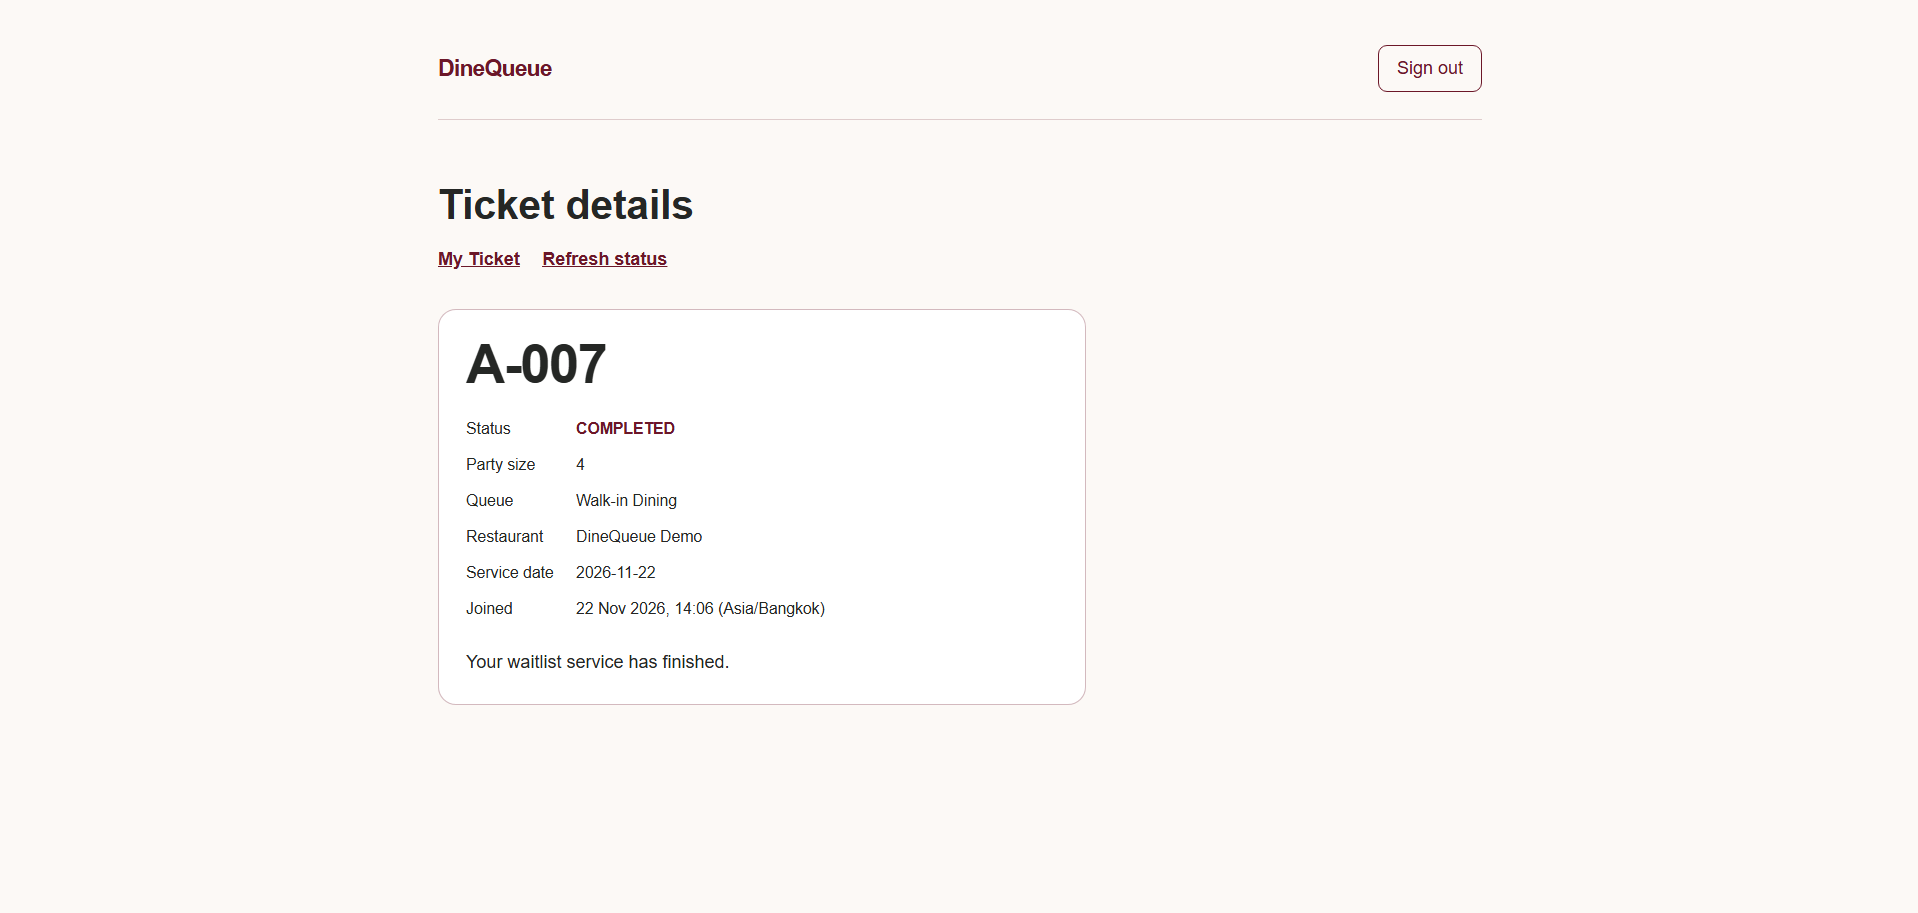 DineQueue
Sign out
Ticket details
My Ticket Refresh status
A-007
Status COMPLETED
Party size 4
Queue Walk-in Dining
Restaurant DineQueue Demo
Service date 2026-11-22
Joined 22 Nov 2026, 14:06 (Asia/Bangkok)
Your waitlist service has finished.